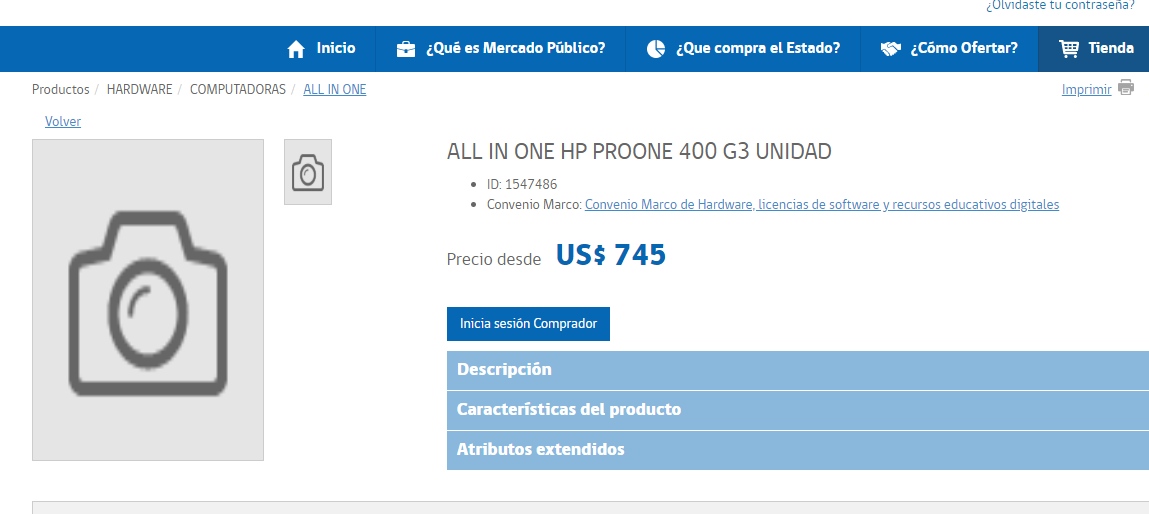 ¿Olvidaste tu contraseña?
Inicio ¿Qué es Mercado Público? ¿Que compra el Estado? ¿Cómo Ofertar? Tienda
Productos / HARDWARE / COMPUTADORAS / ALL IN ONE Imprimir
Volver
ALL IN ONE HP PROONE 400 G3 UNIDAD
• ID: 1547486
• Convenio Marco: Convenio Marco de Hardware, licencias de software y recursos educativos digitales
Precio desde US$ 745
Inicia sesión Comprador
Descripción
Características del producto
Atributos extendidos